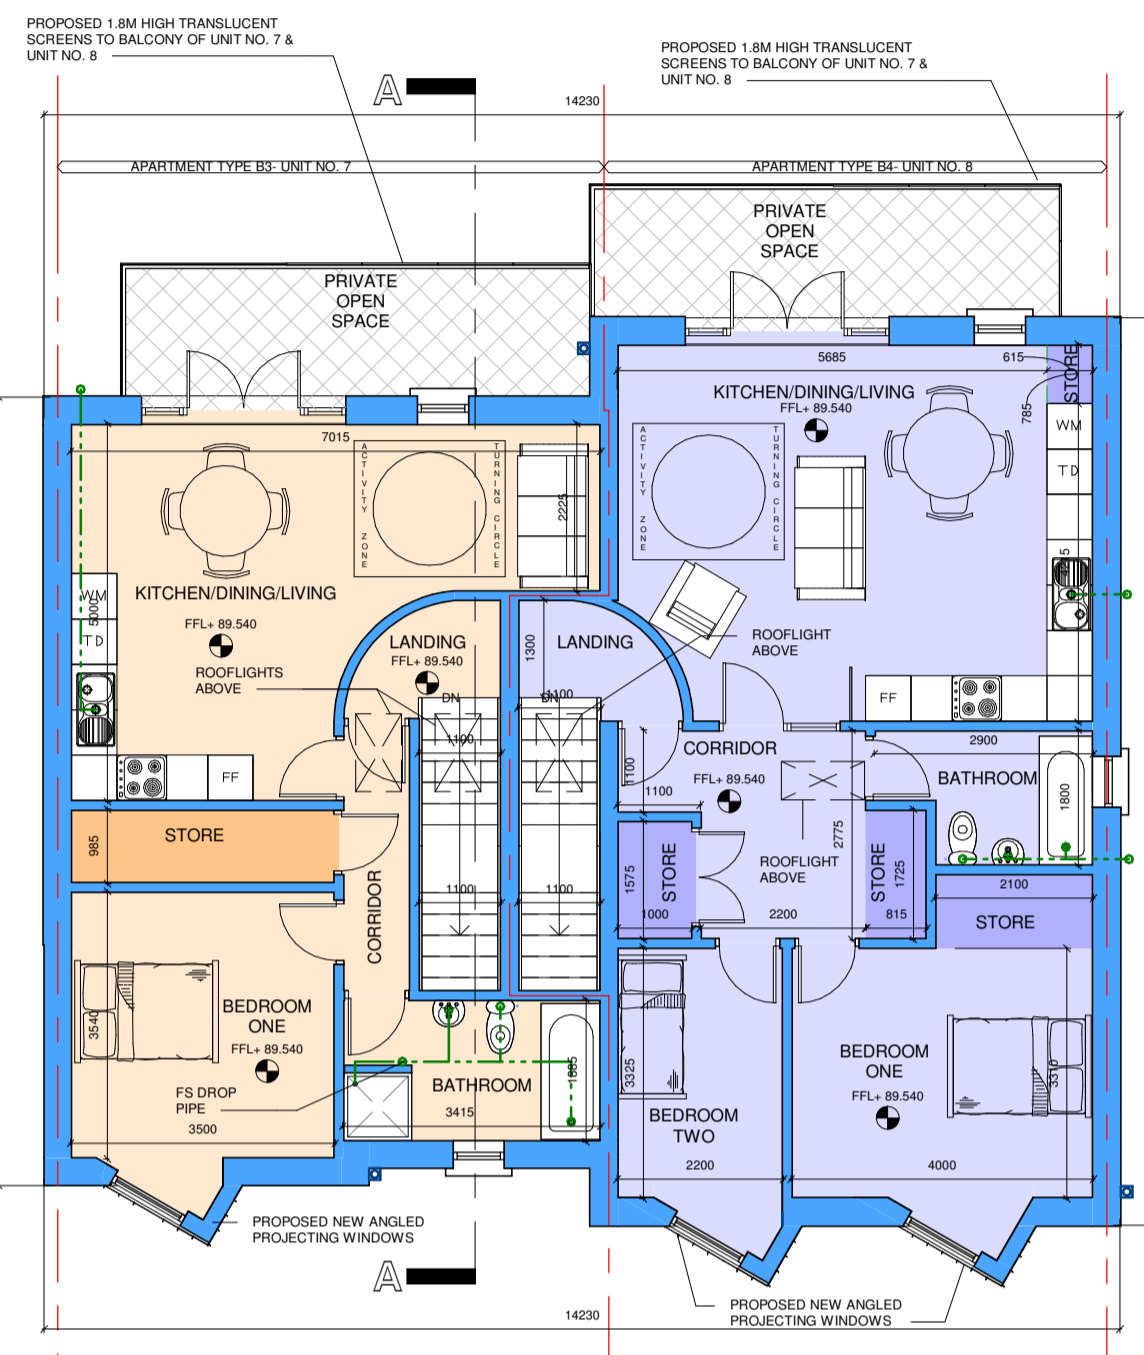 PROPOSED 1.8M HIGH TRANSLUCENT
SCREENS TO BALCONY OF UNIT NO. 7 &
UNIT NO. 8
PROPOSED 1.8M HIGH TRANSLUCENT
SCREENS TO BALCONY OF UNIT NO. 7 &
UNIT NO. 8
A
14230
APARTMENT TYPE B3- UNIT NO. 7
APARTMENT TYPE B4- UNIT NO. 8
PRIVATE
OPEN
SPACE
PRIVATE
OPEN
SPACE
5685
615
STORE
785
KITCHEN/DINING/LIVING
FFL+ 89.540
WM
TD
7015
ACTIVITY ZONE
TURNING CIRCLE
2225
ACTIVITY ZONE
TURNING CIRCLE
KITCHEN/DINING/LIVING
FFL+ 89.540
WM
5000
TD
ROOFLIGHTS
ABOVE
LANDING
FFL+ 89.540
DN
1100
1300
LANDING
DN
1100
ROOFLIGHT
ABOVE
FF
FF
CORRIDOR
FFL+ 89.540
1100
1100
2900
BATHROOM
1800
STORE
985
CORRIDOR
1100
1100
1575
STORE
1000
ROOFLIGHT
ABOVE
2775
2200
STORE
1725
815
2100
STORE
BEDROOM
ONE
FFL+ 89.540
3540
FS DROP
PIPE
3500
BATHROOM
3415
1885
3325
BEDROOM
TWO
2200
BEDROOM
ONE
FFL+ 89.540
3310
4000
PROPOSED NEW ANGLED
PROJECTING WINDOWS
A
PROPOSED NEW ANGLED
PROJECTING WINDOWS
14230